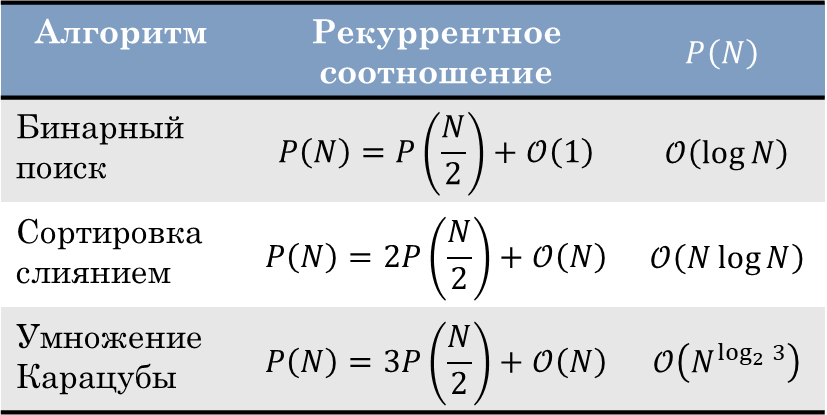 Алгоритм Рекуррентное соотношение P(N)
Бинарный поиск P(N) = P(N/2) + O(1) O(log N)
Сортировка слиянием P(N) = 2P(N/2) + O(N) O(N log N)
Умножение Карацубы P(N) = 3P(N/2) + O(N) O(N^{log₂ 3})